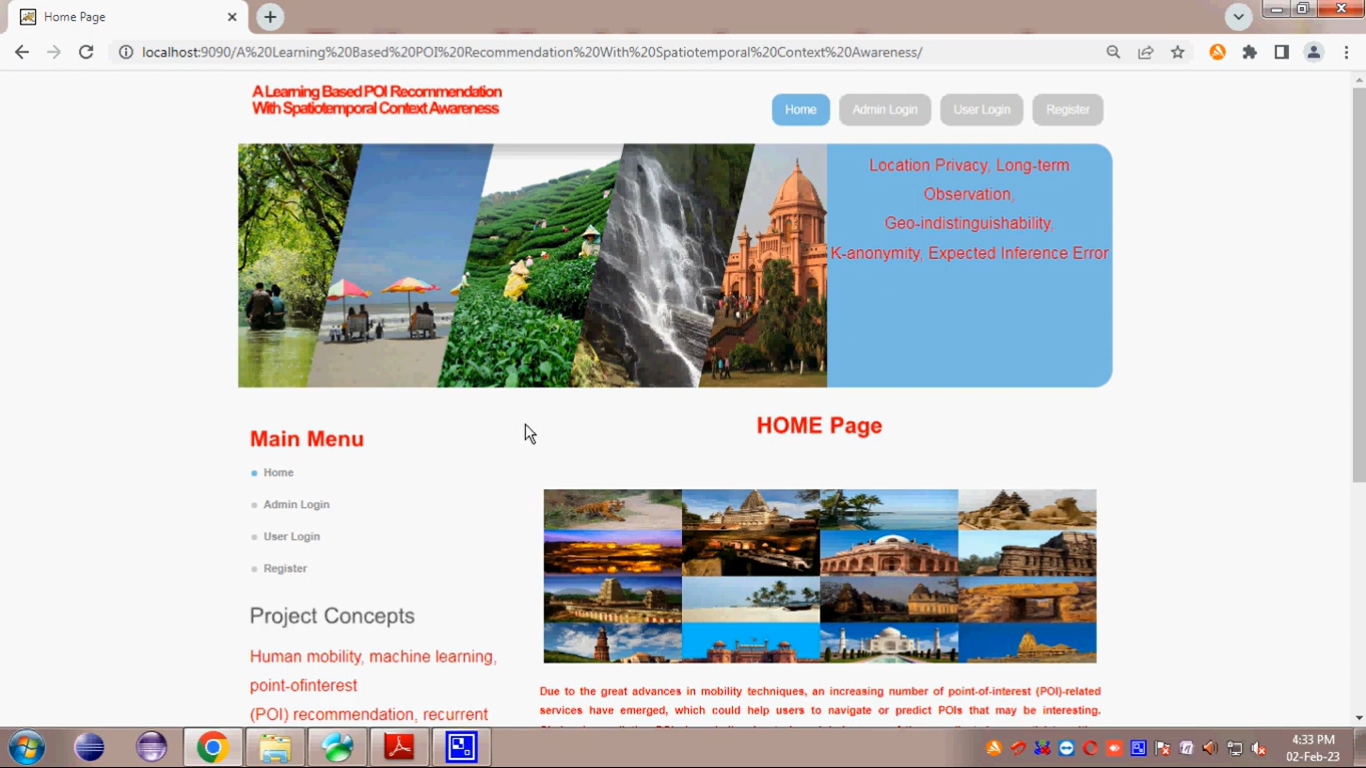 Home Page
localhost:9090/A%20Learning%20Based%20POI%20Recommendation%20With%20Spatiotemporal%20Context%20Awareness/
A Learning Based POI Recommendation
With Spatiotemporal Context Awareness
Home
Admin Login
User Login
Register
Location Privacy, Long-term
Observation,
Geo-indistinguishability,
K-anonymity, Expected Inference Error
HOME Page
Main Menu
Home
Admin Login
User Login
Register
Project Concepts
Human mobility, machine learning,
point-ofinterest
(POI) recommendation, recurrent
Due to the great advances in mobility techniques, an increasing number of point-of-interest (POI)-related
services have emerged, which could help users to navigate or predict POIs that may be interesting.
4:33 PM
02-Feb-23